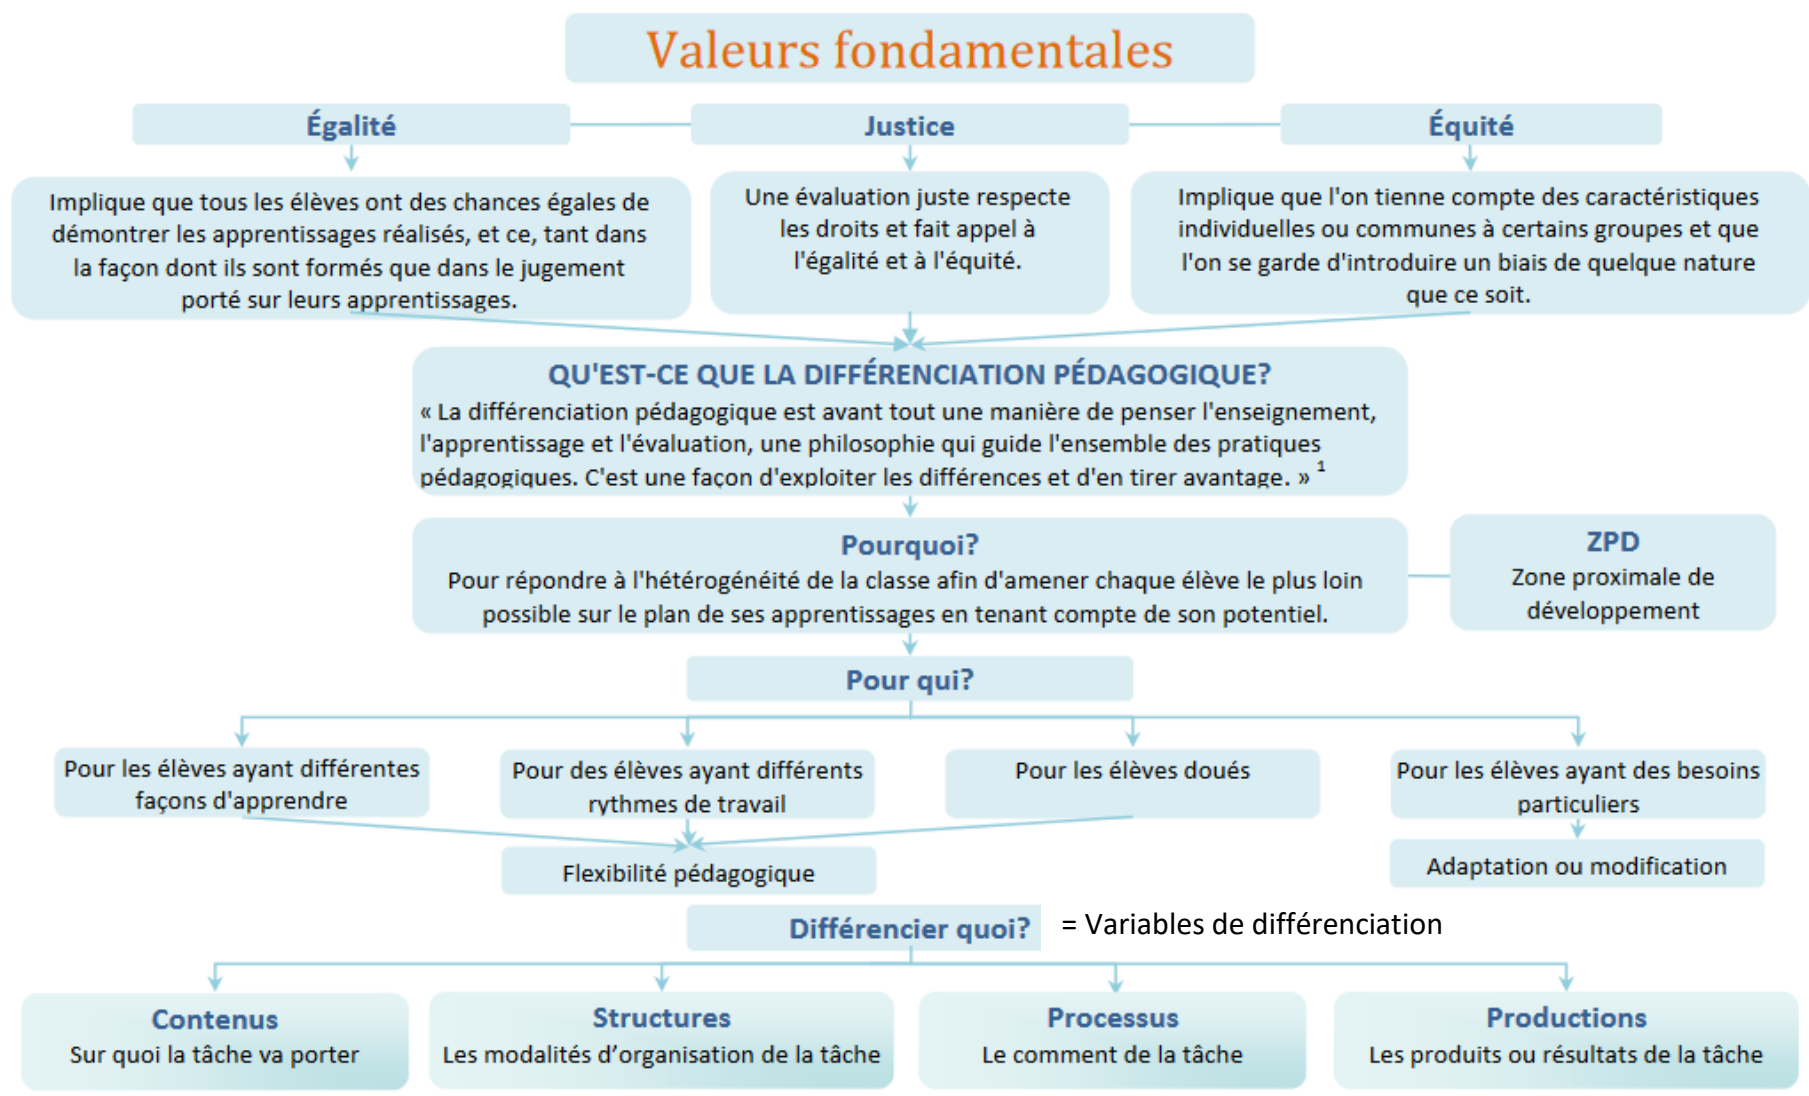 Valeurs fondamentales
Égalité
Justice
Équité
Implique que tous les élèves ont des chances égales de
démontrer les apprentissages réalisés, et ce, tant dans
la façon dont ils sont formés que dans le jugement
porté sur leurs apprentissages.
Une évaluation juste respecte
les droits et fait appel à
l'égalité et à l'équité.
Implique que l'on tienne compte des caractéristiques
individuelles ou communes à certains groupes et que
l'on se garde d'introduire un biais de quelque nature
que ce soit.
QU'EST-CE QUE LA DIFFÉRENCIATION PÉDAGOGIQUE?
« La différenciation pédagogique est avant tout une manière de penser l'enseignement,
l'apprentissage et l'évaluation, une philosophie qui guide l'ensemble des pratiques
pédagogiques. C'est une façon d'exploiter les différences et d'en tirer avantage. » 1
Pourquoi?
Pour répondre à l'hétérogénéité de la classe afin d'amener chaque élève le plus loin
possible sur le plan de ses apprentissages en tenant compte de son potentiel.
ZPD
Zone proximale de
développement
Pour qui?
Pour les élèves ayant différentes
façons d'apprendre
Pour des élèves ayant différents
rythmes de travail
Pour les élèves doués
Pour les élèves ayant des besoins
particuliers
Flexibilité pédagogique
Adaptation ou modification
Différencier quoi?
= Variables de différenciation
Contenus
Sur quoi la tâche va porter
Structures
Les modalités d’organisation de la tâche
Processus
Le comment de la tâche
Productions
Les produits ou résultats de la tâche